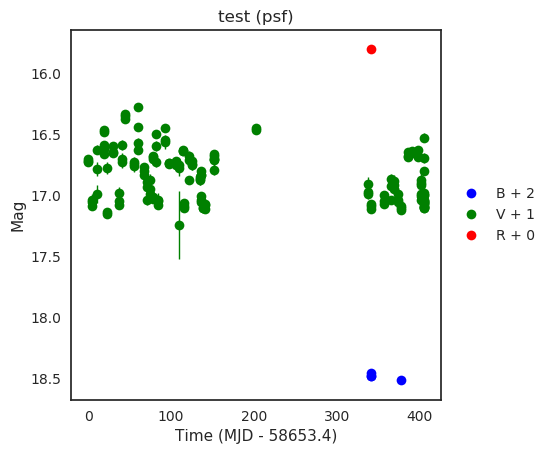 test (psf)
Mag
16.0
16.5
17.0
17.5
18.0
18.5
0
100
200
300
400
Time (MJD - 58653.4)
B + 2
V + 1
R + 0